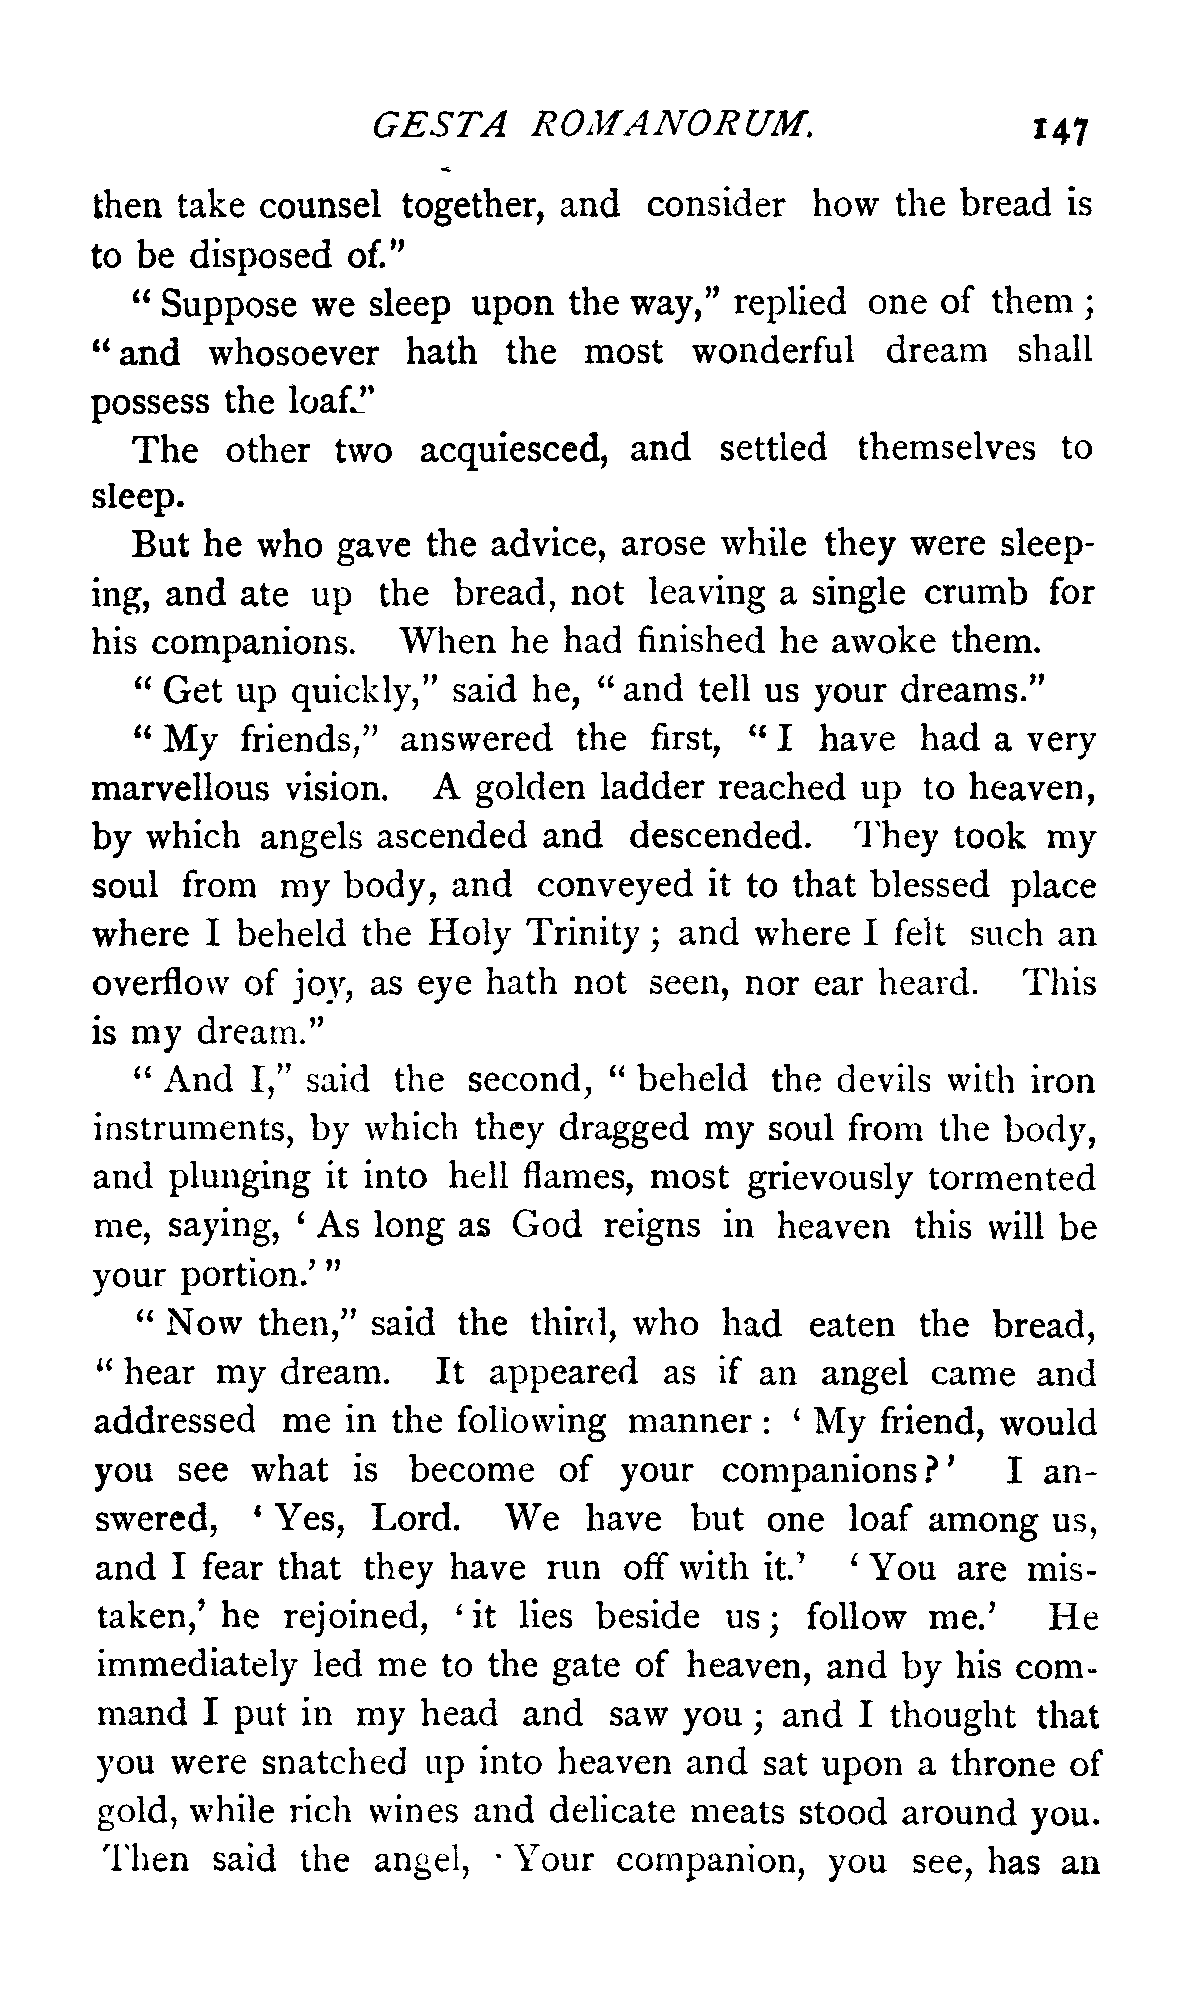 GESTA ROMANORUM. 147
then take counsel together, and consider how the bread is
to be disposed of."
" Suppose we sleep upon the way," replied one of them ;
" and whosoever hath the most wonderful dream shall
possess the loaf."
The other two acquiesced, and settled themselves to
sleep.
But he who gave the advice, arose while they were sleep-
ing, and ate up the bread, not leaving a single crumb for
his companions. When he had finished he awoke them.
" Get up quickly," said he, " and tell us your dreams."
" My friends," answered the first, " I have had a very
marvellous vision. A golden ladder reached up to heaven,
by which angels ascended and descended. They took my
soul from my body, and conveyed it to that blessed place
where I beheld the Holy Trinity ; and where I felt such an
overflow of joy, as eye hath not seen, nor ear heard. This
is my dream."
" And I," said the second, " beheld the devils with iron
instruments, by which they dragged my soul from the body,
and plunging it into hell flames, most grievously tormented
me, saying, ' As long as God reigns in heaven this will be
your portion.' "
" Now then," said the third, who had eaten the bread,
" hear my dream. It appeared as if an angel came and
addressed me in the following manner : ' My friend, would
you see what is become of your companions ? ' I an-
swered, ' Yes, Lord. We have but one loaf among us,
and I fear that they have run off with it.' ' You are mis-
taken,' he rejoined, ' it lies beside us ; follow me.' He
immediately led me to the gate of heaven, and by his com-
mand I put in my head and saw you ; and I thought that
you were snatched up into heaven and sat upon a throne of
gold, while rich wines and delicate meats stood around you.
Then said the angel, ' Your companion, you see, has an